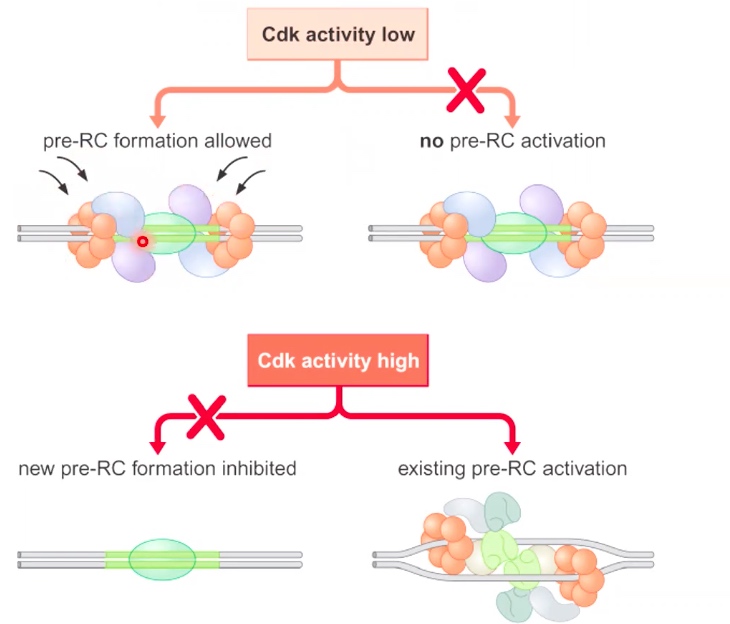 Cdk activity low
pre-RC formation allowed
no pre-RC activation
Cdk activity high
new pre-RC formation inhibited
existing pre-RC activation